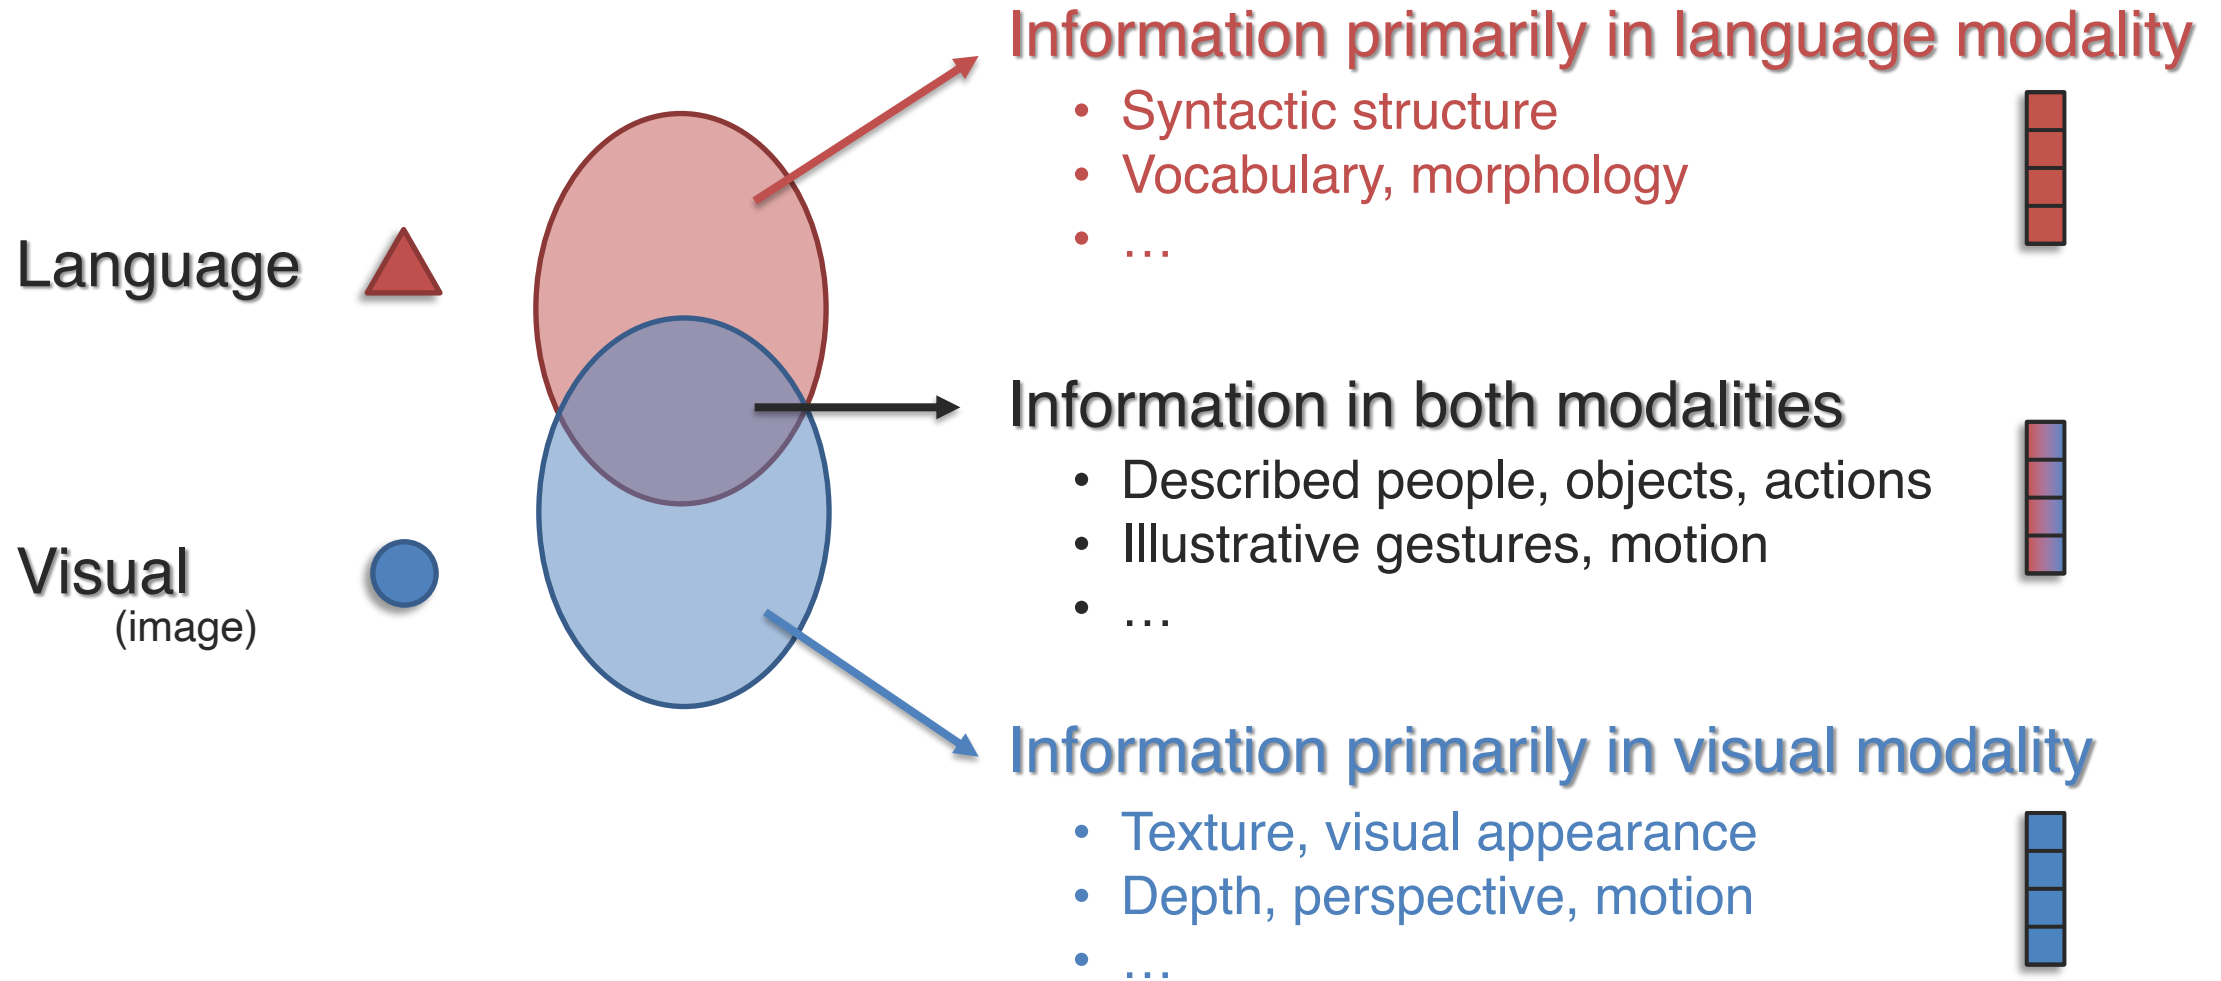 Information primarily in language modality
• Syntactic structure
• Vocabulary, morphology
• …
Language
Information in both modalities
• Described people, objects, actions
• Illustrative gestures, motion
• …
Visual
(image)
Information primarily in visual modality
• Texture, visual appearance
• Depth, perspective, motion
• …